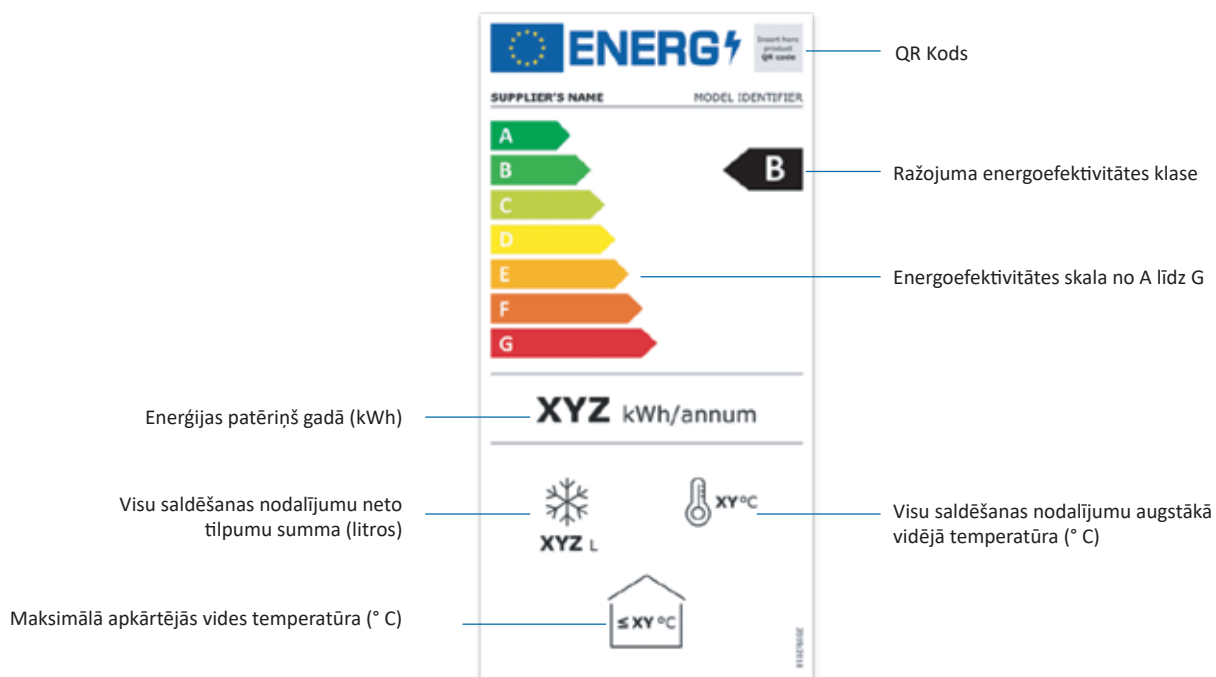 ENERG
Insert here
product
QR code
QR Kods
SUPPLIER'S NAME
MODEL IDENTIFIER
A
B
B
Ražojuma energoefektivitātes klase
C
D
E
Energoefektivitātes skala no A līdz G
F
G
Enerģijas patēriņš gadā (kWh)
XYZ kWh/annum
Visu saldēšanas nodalījumu neto
tilpumu summa (litros)
XYZ L
XY °C
Visu saldēšanas nodalījumu augstākā
vidējā temperatūra (° C)
Maksimālā apkārtējās vides temperatūra (° C)
≤ XY °C
2019/2018